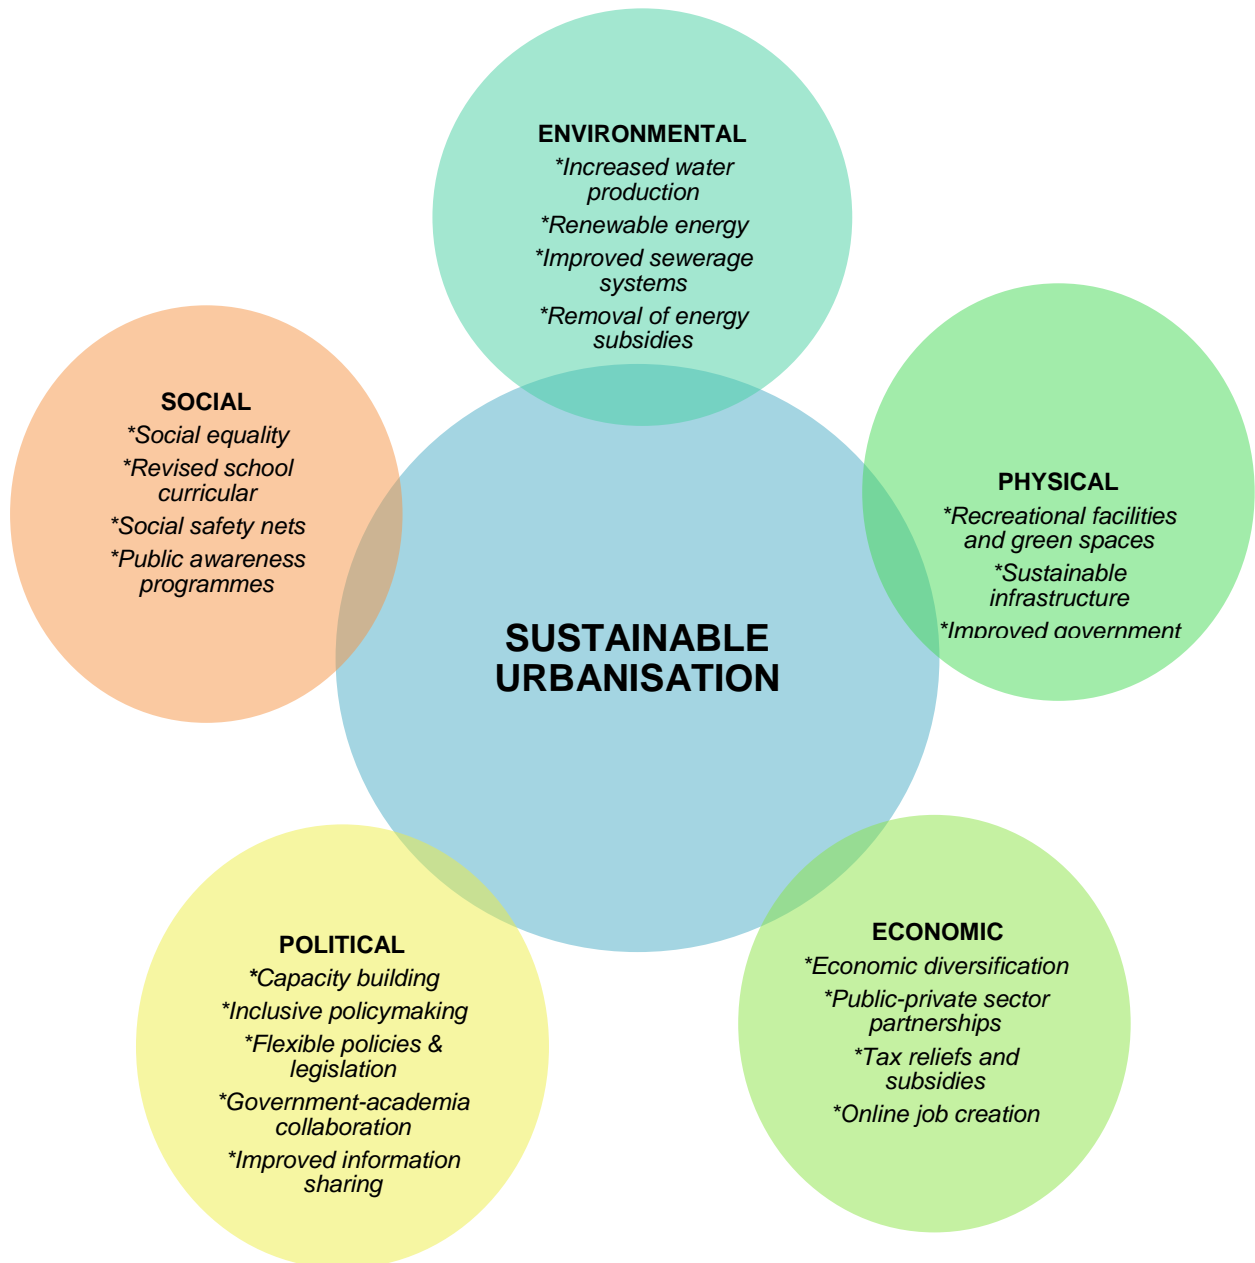 ENVIRONMENTAL
*Increased water
production
*Renewable energy
*Improved sewerage
systems
*Removal of energy
subsidies
SOCIAL
*Social equality
*Revised school
curricular
*Social safety nets
*Public awareness
programmes
PHYSICAL
*Recreational facilities
and green spaces
*Sustainable
infrastructure
*Improved government
SUSTAINABLE
URBANISATION
POLITICAL
*Capacity building
*Inclusive policymaking
*Flexible policies &
legislation
*Government-academia
collaboration
*Improved information
sharing
ECONOMIC
*Economic diversification
*Public-private sector
partnerships
*Tax reliefs and
subsidies
*Online job creation